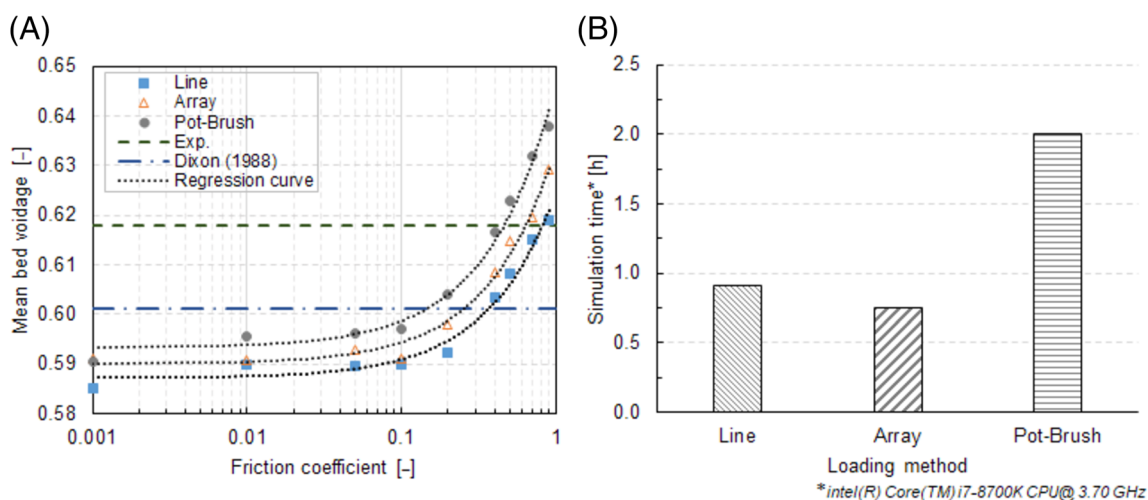 (A)
0.65
0.64
0.63
0.62
0.61
0.60
0.59
0.58
Mean bed voidage [–]
Line
Array
Pot-Brush
Exp.
Dixon (1988)
Regression curve
0.001
0.01
0.1
1
Friction coefficient [–]
(B)
2.5
2.0
1.5
1.0
0.5
0.0
Simulation time* [h]
Line
Array
Pot-Brush
Loading method
*intel(R) Core(TM) i7-8700K CPU@ 3.70 GHz